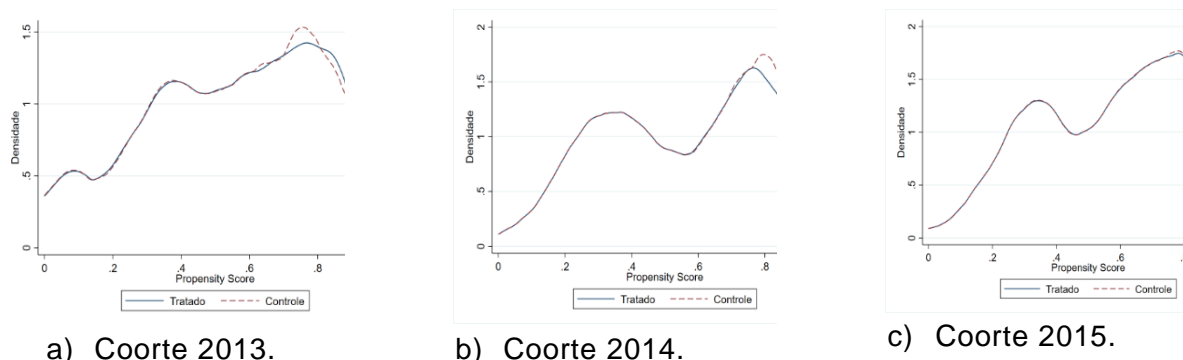 Densidade
0
.5
1
1.5
0
.2
.4
.6
.8
Propensity Score
Tratado
Controle
a) Coorte 2013.
Densidade
0
.5
1
1.5
2
0
.2
.4
.6
.8
Propensity Score
Tratado
Controle
b) Coorte 2014.
Densidade
0
.5
1
1.5
2
0
.2
.4
.6
.8
Propensity Score
Tratado
Controle
c) Coorte 2015.